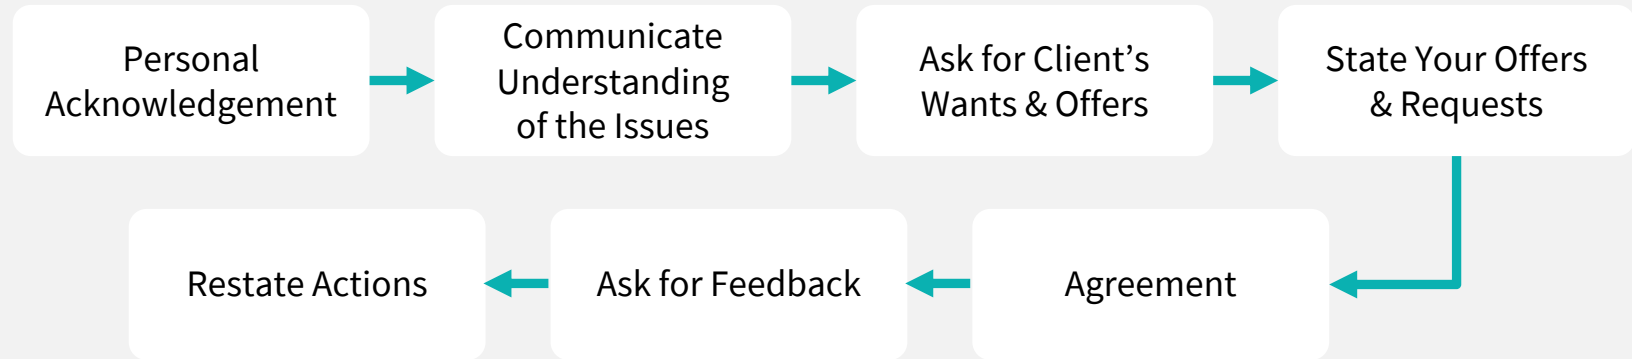 Personal
Acknowledgement
Communicate
Understanding
of the Issues
Ask for Client’s
Wants & Offers
State Your Offers
& Requests
Agreement
Ask for Feedback
Restate Actions